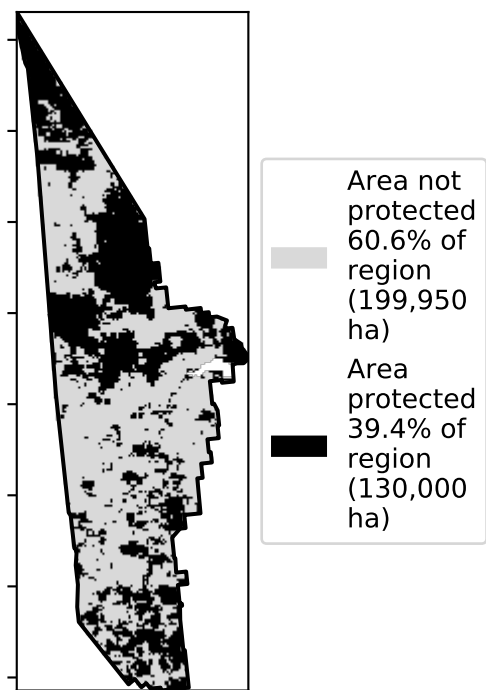 Area not
protected
60.6% of
region
(199,950
ha)
Area
protected
39.4% of
region
(130,000
ha)